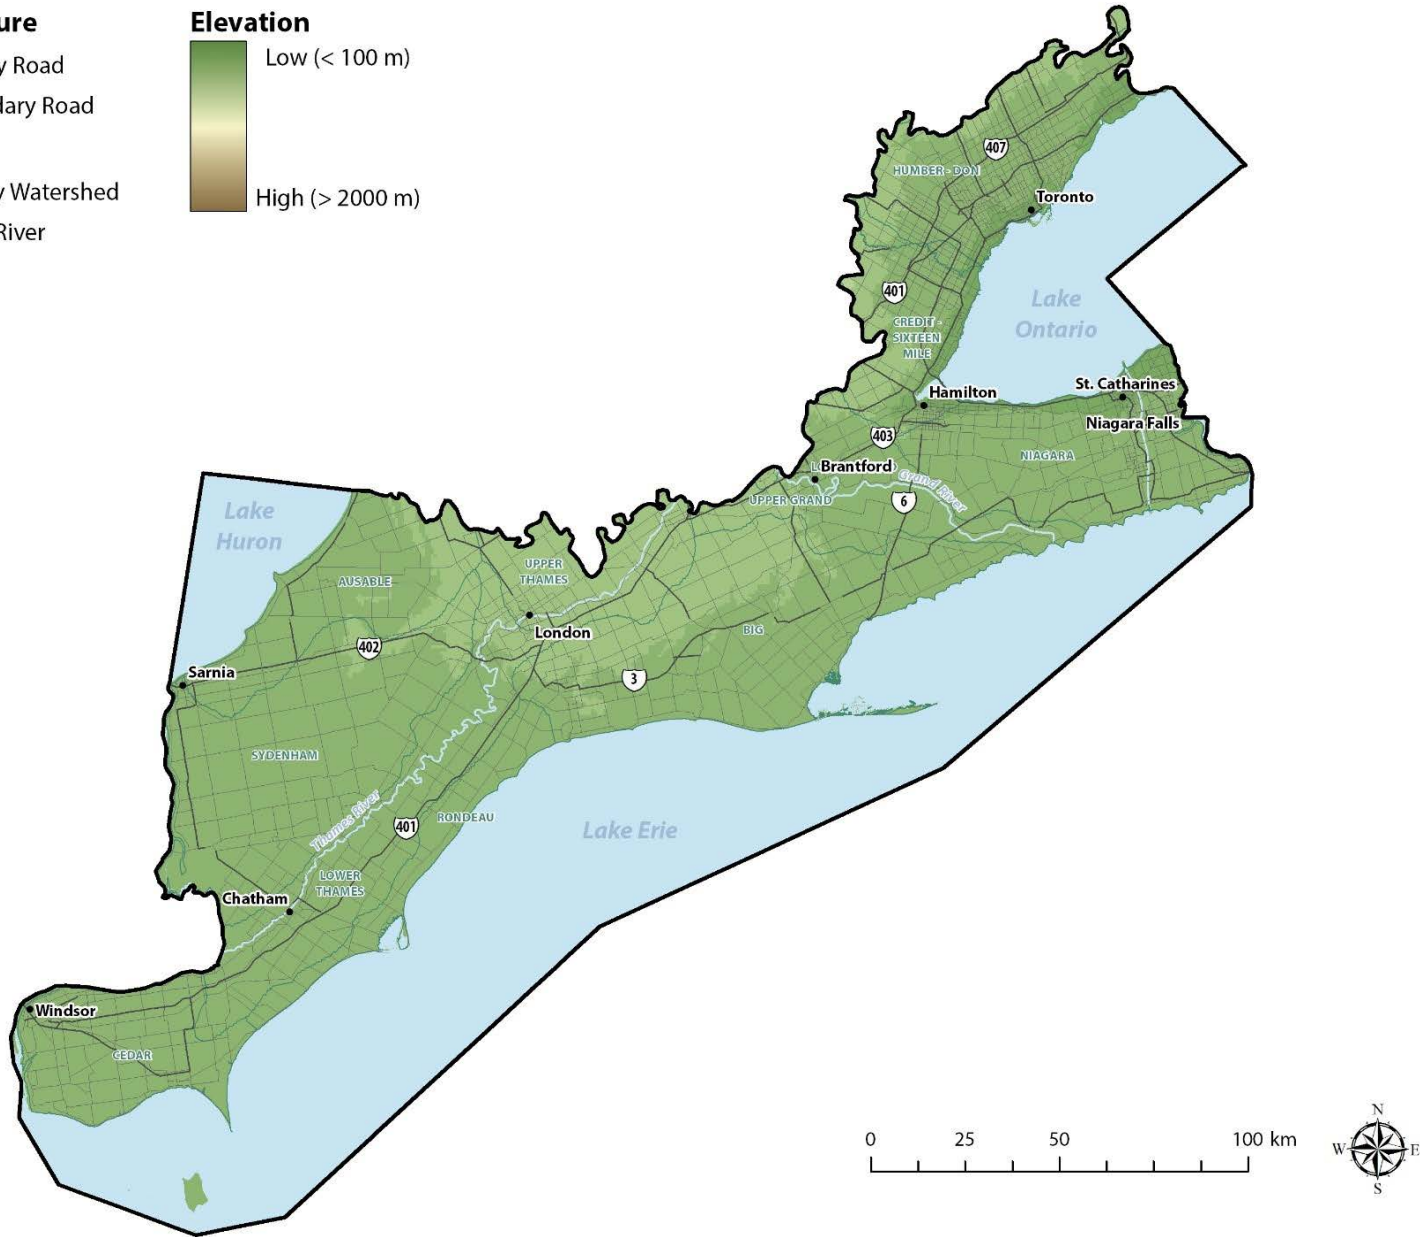 ure
y Road
dary Road
y Watershed
River
Elevation
Low (< 100 m)
High (> 2000 m)
407
HUMBER - DON
Toronto
401
Lake
Ontario
CREDIT -
SIXTEEN
MILE
St. Catharines
Hamilton
Niagara Falls
403
NIAGARA
Brantford
Grand River
UPPER GRAND
6
Lake
Huron
UPPER
THAMES
AUSABLE
London
BIG
402
Sarnia
3
SYDENHAM
Thames River
RONDEAU
401
Lake Erie
LOWER
THAMES
Chatham
Windsor
CEDAR
0 25 50 100 km
N
W E
S